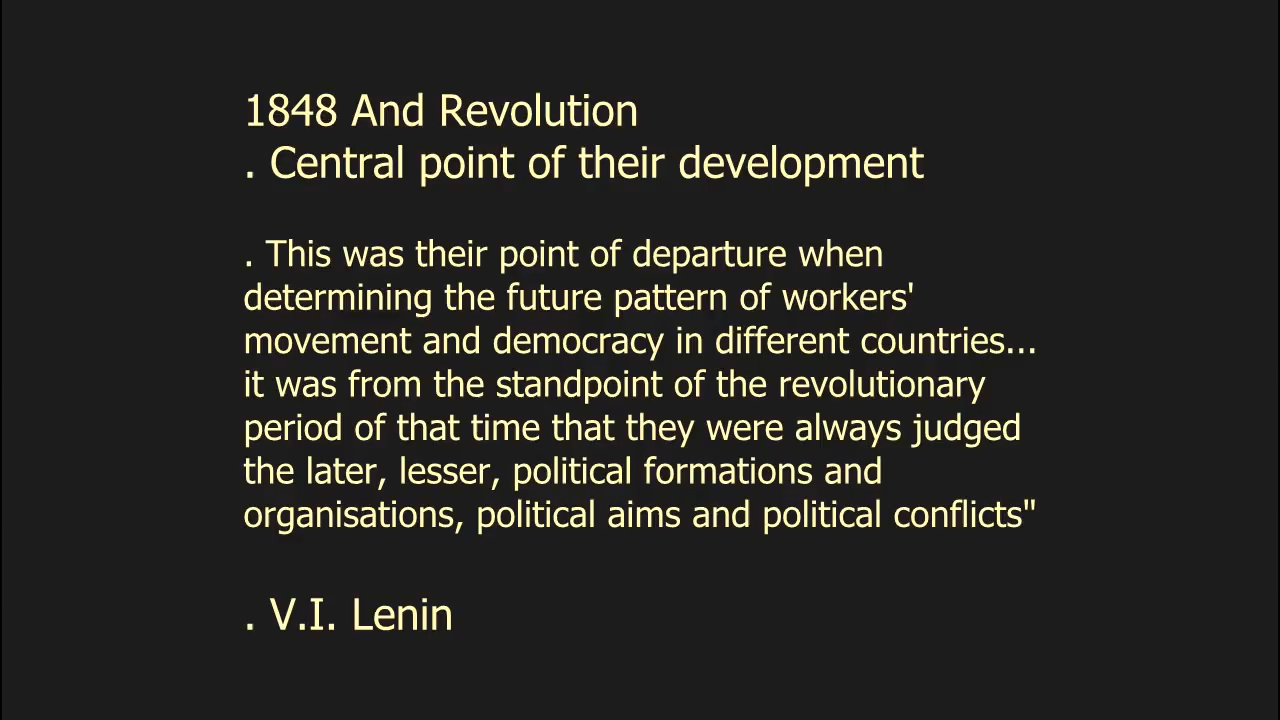 1848 And Revolution
. Central point of their development
. This was their point of departure when
determining the future pattern of workers'
movement and democracy in different countries...
it was from the standpoint of the revolutionary
period of that time that they were always judged
the later, lesser, political formations and
organisations, political aims and political conflicts"
. V.I. Lenin